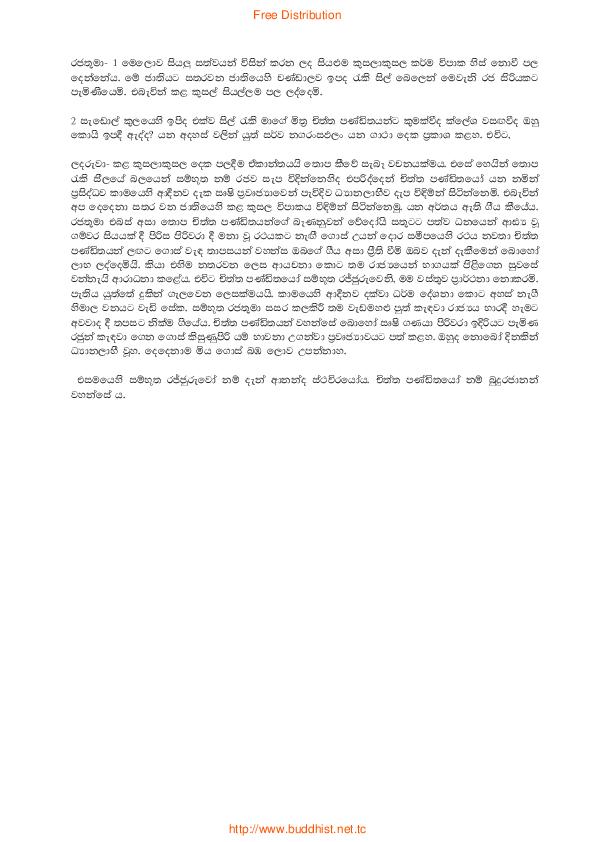 Free Distribution
රජතුමා- 1 මෙලොව සියලූ සත්වයන් විසින් කරන ලද සියළුම කුසලාකුසල කර්ම විපාක හිස් නොවී පල
දෙන්නේය. මේ ජාතියට සතරවන ජාතියෙහි චණ්ඩාලව ඉපද රැකි සිල් බෙලෙන් මෙවැනි රජ සිරියකට
පැමිණියෙමි. එබැවින් කළ කුසල් සියල්ලම පල ලද්දෙමි.
2 සැඩොල් කුලයෙහි ඉපිද එක්ව සිල් රැකි මාගේ මිත්‍ර චිත්ත පණ්ඩිතයන්ට කුමක්වීද ක්ලේශ වසඟවීද ඔහු
කොයි ඉපදී ඇද්ද? යන අදහස් වලින් යුත් සර්ව නගරංසඵලං යන ගාථා දෙක ප්‍රකාශ කළහ. එවිට,
ලදරුවා- කළ කුසලාකුසල දෙක පලදීම ඒකාන්තයයි තොප කීවේ සැබෑ වචනයක්මය. එසේ හෙයින් තොප
රැකි සීලයේ බලයෙන් සම්භූත නම් රජව සැප විඳින්නෙහිද එපරිද්දෙන් චිත්ත පණ්ඩිතයෝ යන නමින්
ප්‍රසිද්ධව කාමයෙහි ආදීනව දැක සෘෂි ප්‍රව්‍රෘජ්‍යාවෙන් පැවිදිව ධ්‍යානලාභීව දැප විඳිමින් සිටින්නෙමි. එබැවින්
අප දෙදෙනා සතර වන ජාතියෙහි කළ කුසල විපාකය විඳිමින් සිටින්නෙමු. යන අර්තය ඇති ගීය කීයේය.
රජතුමා එබස් අසා තොප චිත්ත පණ්ඩිතයන්ගේ බෑණනුවන් වේදෝයි සතුටට පත්ව ධනයෙන් ආඪ්‍ය වූ
ගම්වර සියයක් දී පිරිස පිරිවරා දී මනා වූ රථයකට නැඟී ගොස් උයන් දොර සමීපයෙහි රථය නවතා චිත්ත
පණ්ඩිතයන් ලඟට ගොස් වැඳ තාපසයන් වහන්ස ඔබගේ ගීය අසා ප්‍රීති වීමි ඔබව දැන් දැකීමෙන් බොහෝ
ලාභ ලද්දෙමියි. කියා එහිම නතරවන ලෙස ආයචනා කොට තම රාජ්‍යයෙන් භාගයක් පිළිගෙන සුවසේ
වන්නැයි ආරාධනා කළේය. එවිට චිත්ත පණ්ඩිතයෝ සම්භූත රජ්ජුරුවෙනි, මම වස්තුව ප්‍රාර්ථනා නොකරමි.
පැතිය යුත්තේ දුකින් ගැලවෙන ලෙසක්මයයි. කාමයෙහි ආදීනව දක්වා ධර්ම දේශනා කොට අහස් නැගී
හිමාල වනයට වැඩි සේක. සම්භූත රජතුමා සසර කලකිරී තම වැඩිමහළු පුත් කැඳවා රාජ්‍යය භාරදී හැමට
අවවාද දී තපසට නික්ම ගියේය. චිත්ත පණ්ඩිතයන් වහන්සේ බොහෝ සෘෂි ගණයා පිරිවරා ඉදිරියට පැමිණ
රජුන් කැඳවා ගෙන ගොස් කිසුණුපිරි යම් භාවනා උගන්වා ප්‍රව්‍රෘජ්‍යාවයට පත් කළහ. ඔහුද නොබෝ දිනකින්
ධ්‍යානලාභී වූහ. දෙදෙනාම මිය ගොස් බඹ ලොව උපන්නාහ.
එසමයෙහි සම්භූත රජ්ජුරුවෝ නම් දැන් ආනන්ද ස්ථවිරයෝය. චිත්ත පණ්ඩිතයෝ නම් බුදුරජානන්
වහන්සේ ය.
http://www.buddhist.net.tc